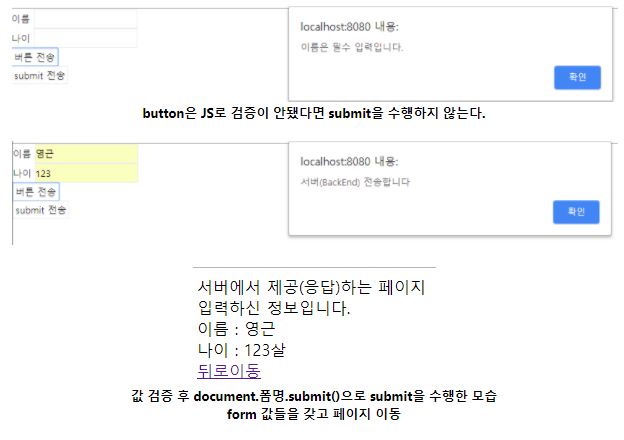 이름
나이
버튼 전송
submit 전송
localhost:8080 내용:
이름은 필수 입력입니다.
확인
button은 JS로 검증이 안됐다면 submit을 수행하지 않는다.
이름 영근
나이 123
버튼 전송
submit 전송
localhost:8080 내용:
서버(BackEnd) 전송합니다
확인
서버에서 제공(응답)하는 페이지
입력하신 정보입니다.
이름 : 영근
나이 : 123살
뒤로이동
값 검증 후 document.폼명.submit()으로 submit을 수행한 모습
form 값들을 갖고 페이지 이동